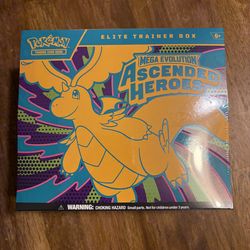 Pokémon
TRADING CARD GAME
ELITE TRAINER BOX
6+
MEGA EVOLUTION
ASCENDED
HEROES
WARNING: CHOKING HAZARD - Small parts. Not for children under 3 years.